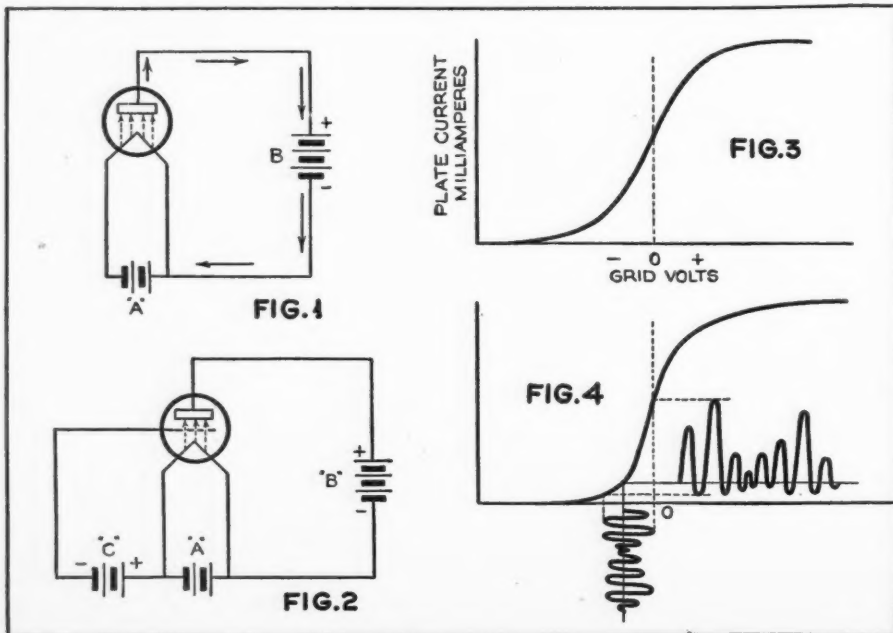 +
B
-
"A"
FIG.1
PLATE CURRENT
MILLIAMPERES
FIG.3
- 0 +
GRID VOLTS
+
"B"
-
"C"
- +
"A"
FIG.2
FIG.4
0